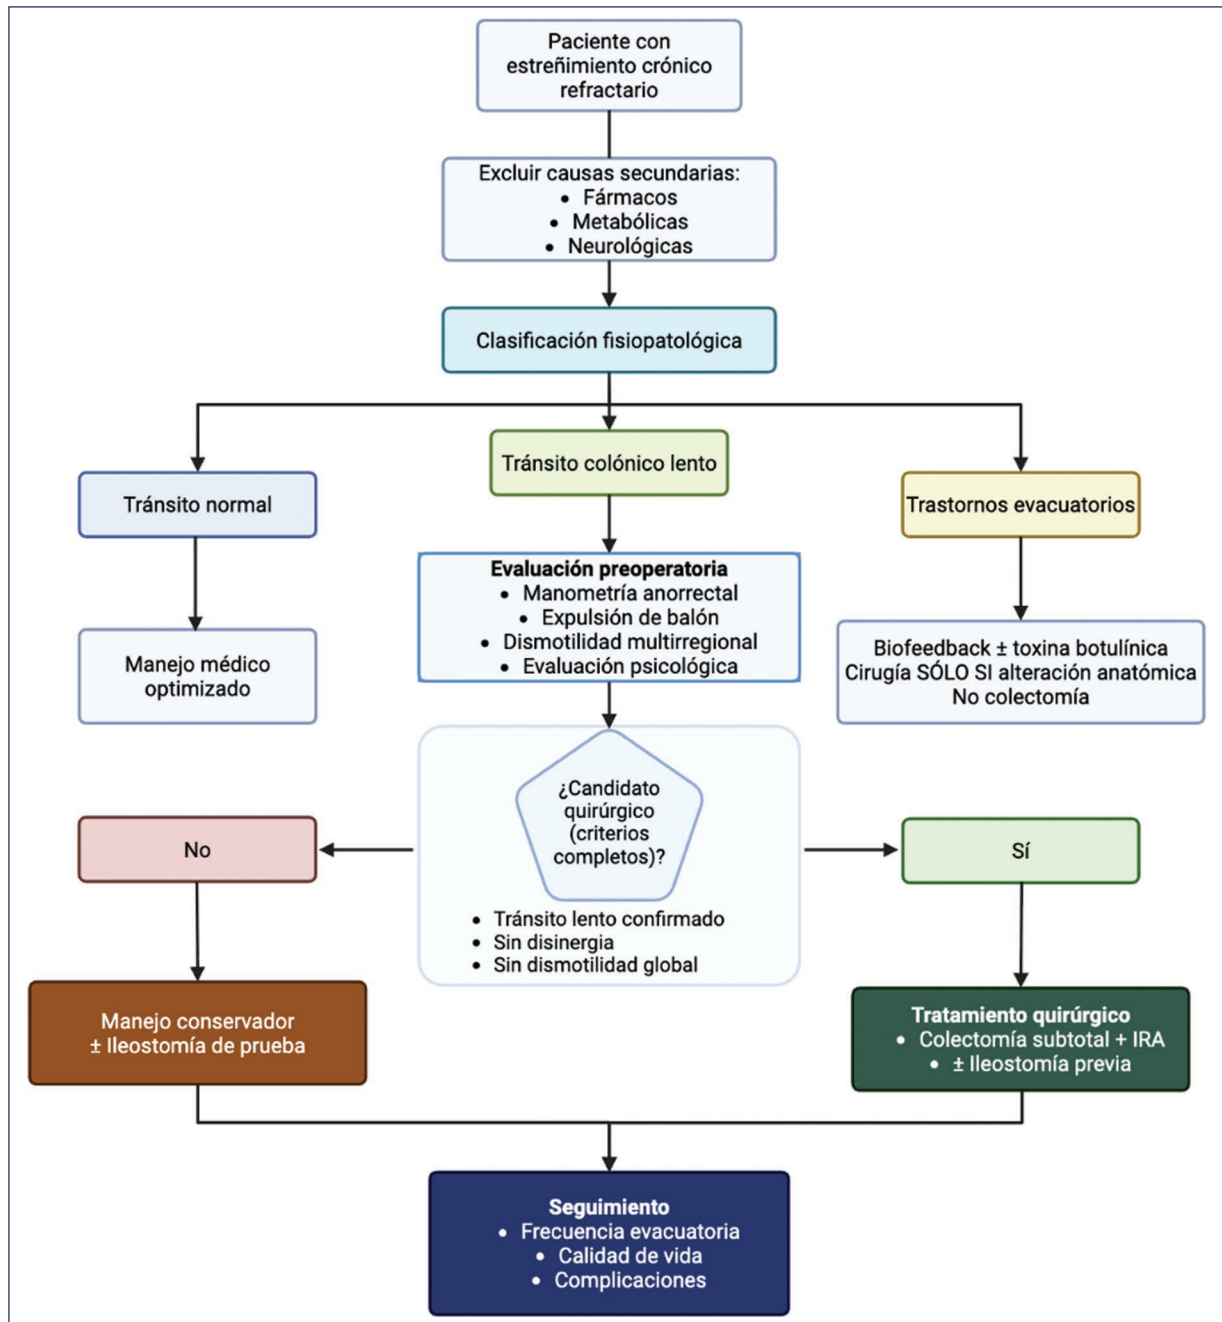 Paciente con
estreñimiento crónico
refractario
Excluir causas secundarias:
• Fármacos
• Metabólicas
• Neurológicas
Clasificación fisiopatológica
Tránsito normal
Tránsito colónico lento
Trastornos evacuatorios
Manejo médico
optimizado
Evaluación preoperatoria
• Manometría anorrectal
• Expulsión de balón
• Dismotilidad multirregional
• Evaluación psicológica
Biofeedback ± toxina botulínica
Cirugía SÓLO SI alteración anatómica
No colectomía
¿Candidato
quirúrgico
(criterios
completos)?
• Tránsito lento confirmado
• Sin disinergia
• Sin dismotilidad global
No
Sí
Manejo conservador
± Ileostomía de prueba
Tratamiento quirúrgico
• Colectomía subtotal + IRA
• ± Ileostomía previa
Seguimiento
• Frecuencia evacuatoria
• Calidad de vida
• Complicaciones